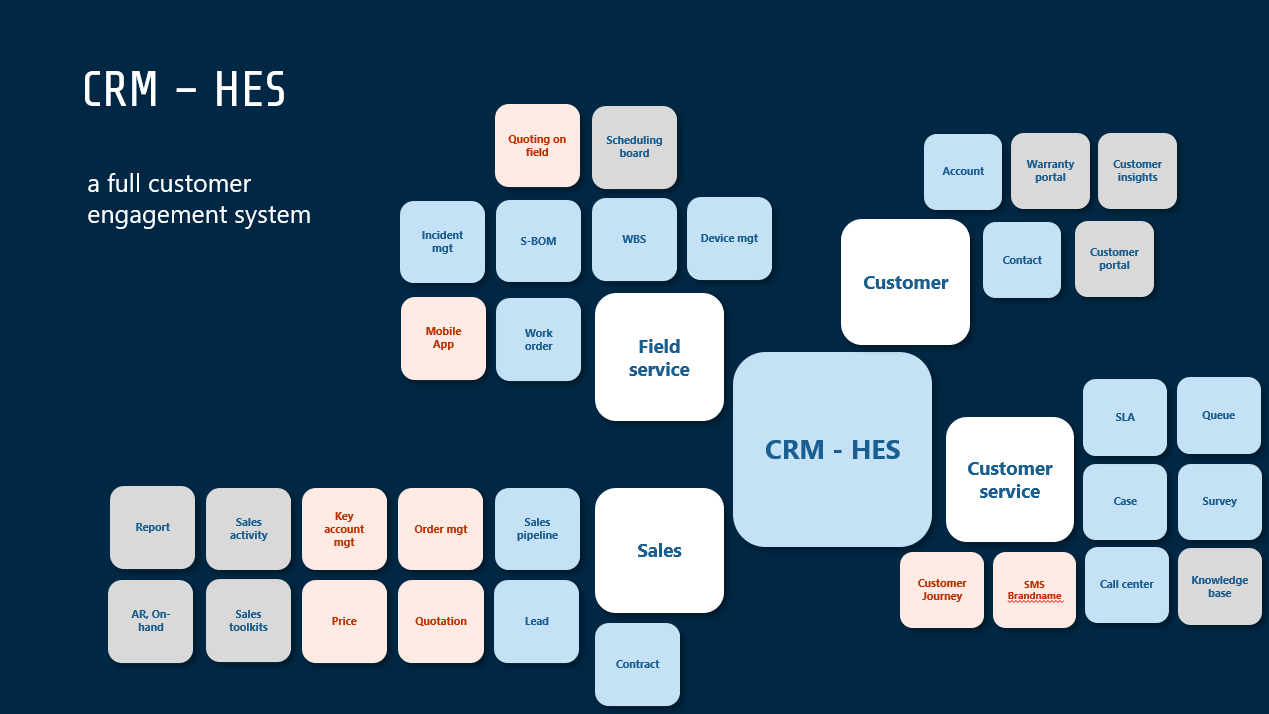 CRM – HES
a full customer
engagement system
Quoting on
field
Scheduling
board
Incident
mgt
S-BOM
WBS
Device mgt
Mobile
App
Work
order
Field
service
Account
Warranty
portal
Customer
insights
Contact
Customer
portal
Customer
CRM - HES
Customer
service
SLA
Queue
Case
Survey
Customer
Journey
SMS
Brandname
Call center
Knowledge
base
Report
Sales
activity
Key
account
mgt
Order mgt
Sales
pipeline
Sales
AR, On-
hand
Sales
toolkits
Price
Quotation
Lead
Contract